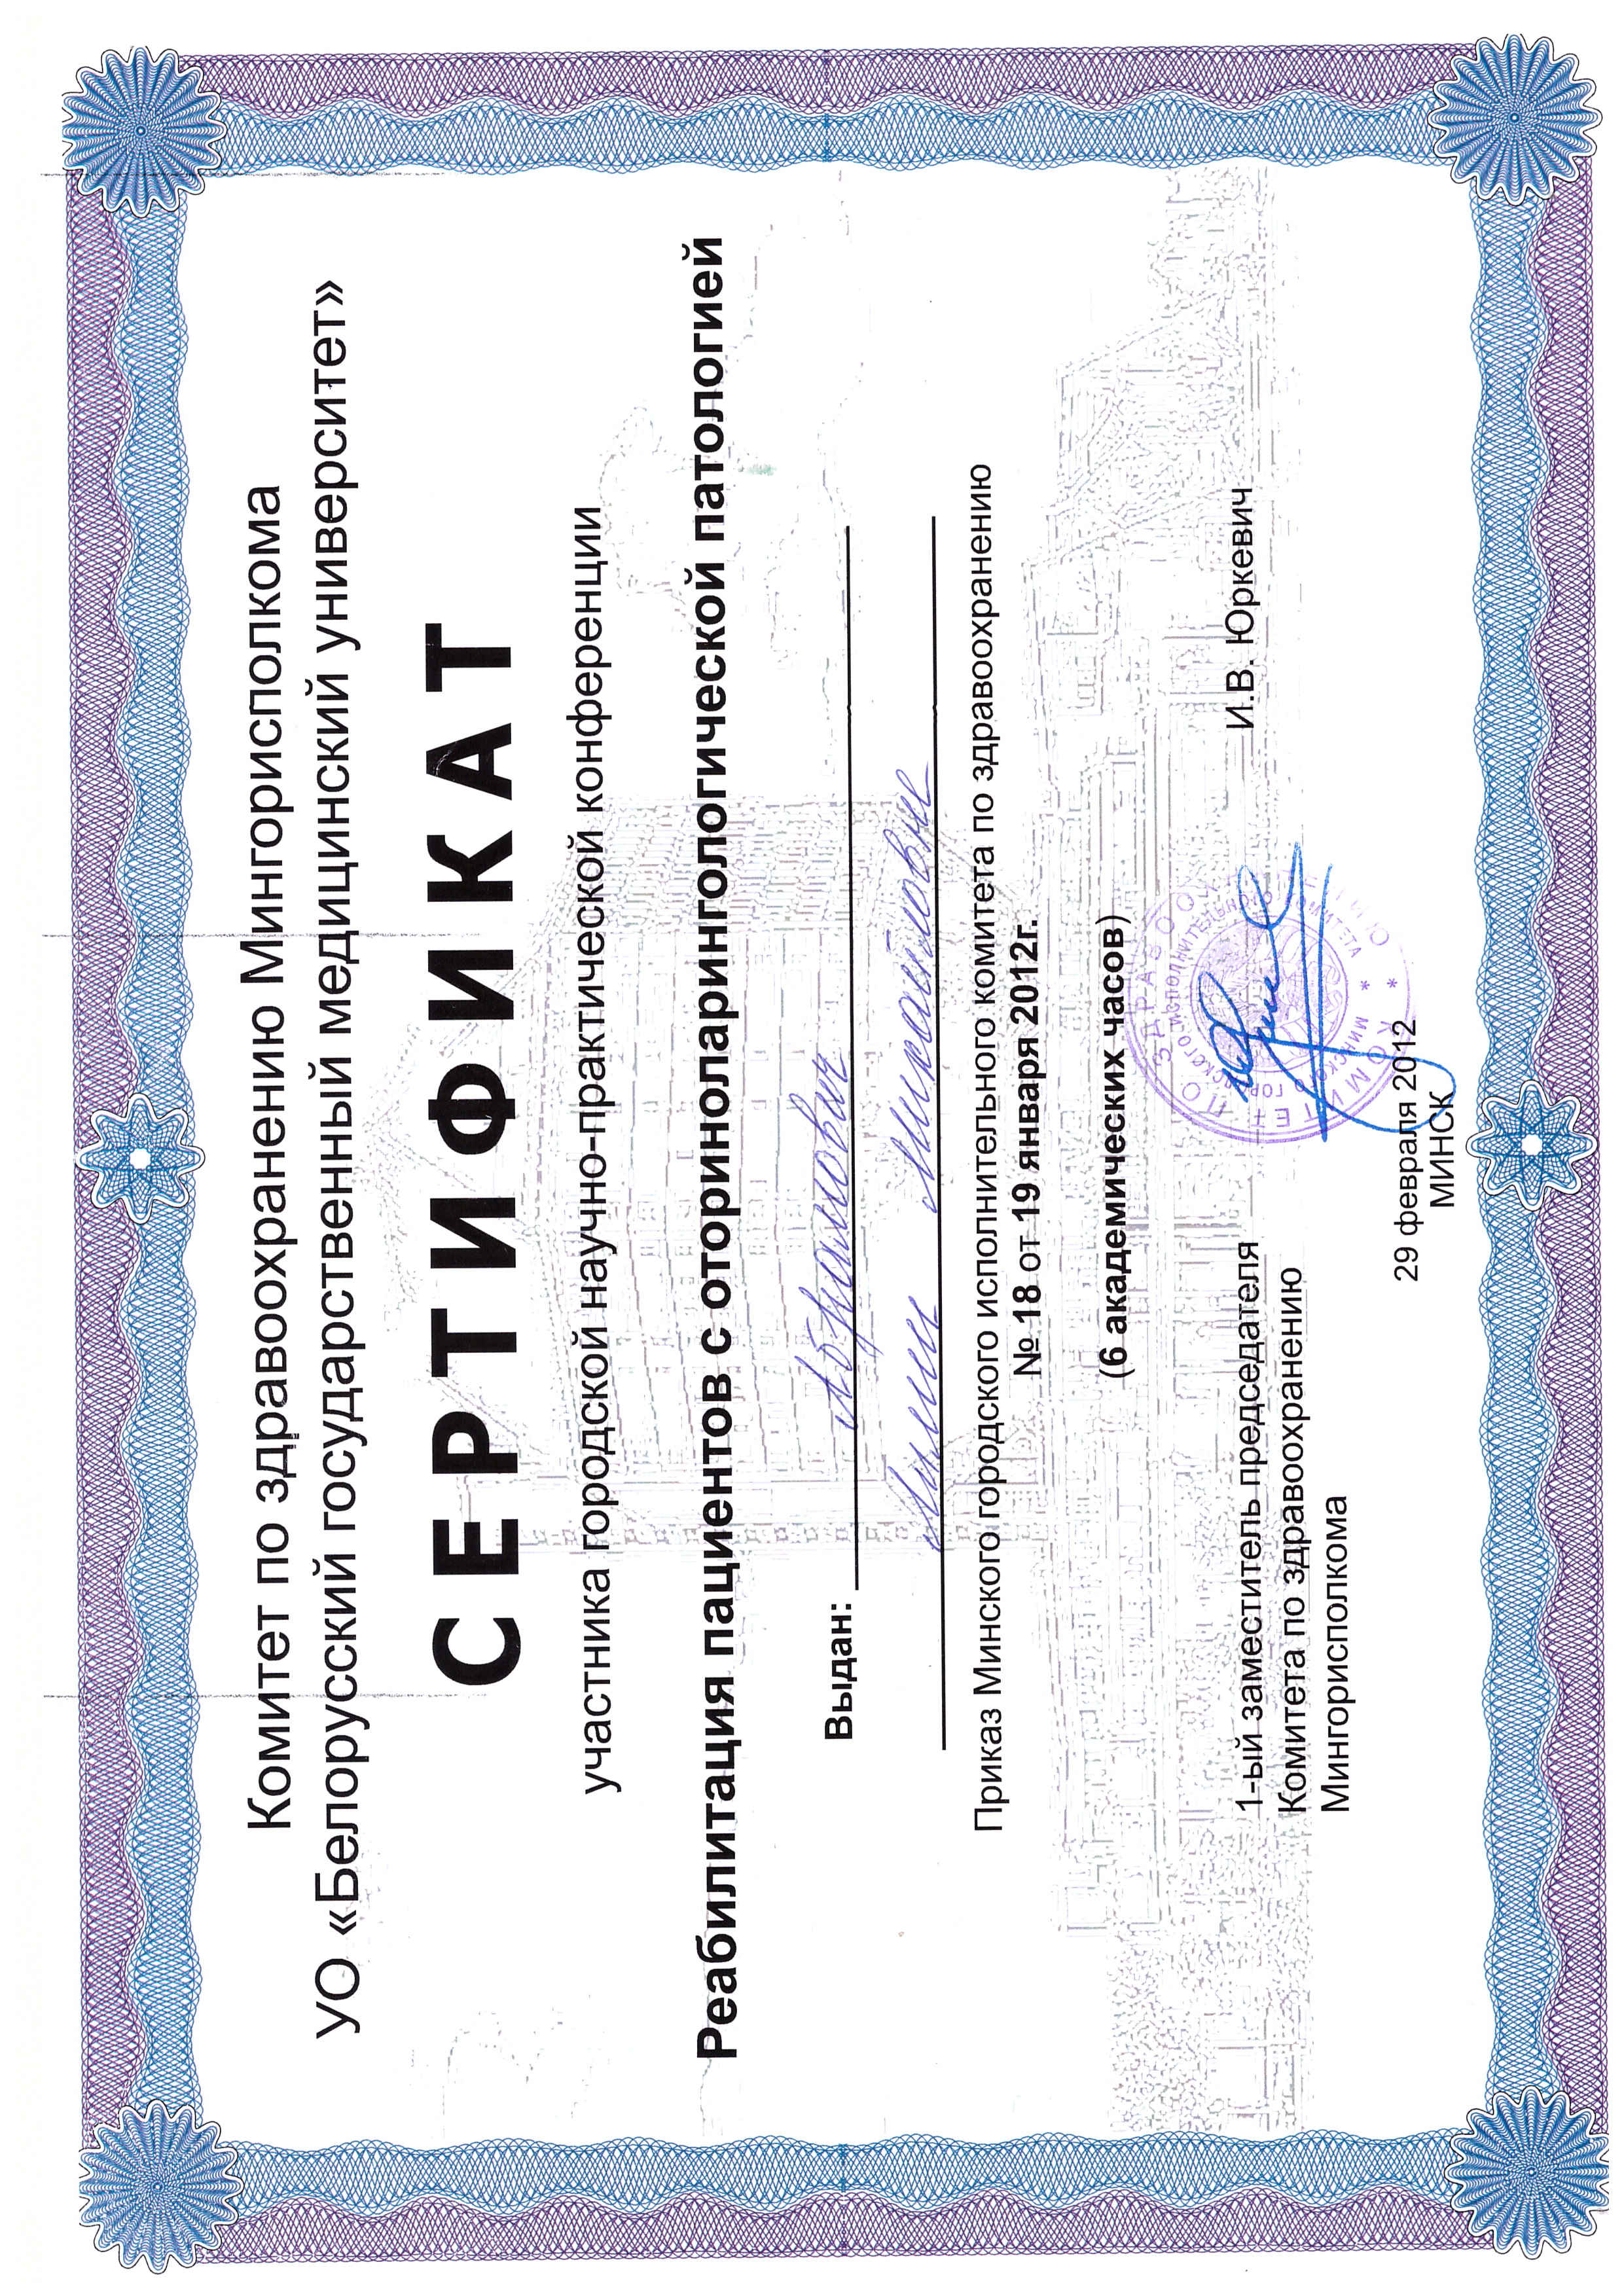 Комитет по здравоохранению Мингорисполкома
УО «Белорусский государственный медицинский университет»
СЕРТИФИКАТ
участника городской научно-практической конференции
Реабилитация пациентов с оториноларингологической патологией
Выдан: Абрамович
Михайловне
Приказ Минского городского исполнительного комитета по здравоохранению
№ 18 от 19 января 2012г.
(6 академических часов)
1-ый заместитель председателя
Комитета по здравоохранению
Мингорисполкома
И.В. Юркевич
29 февраля 2012
МИНСК